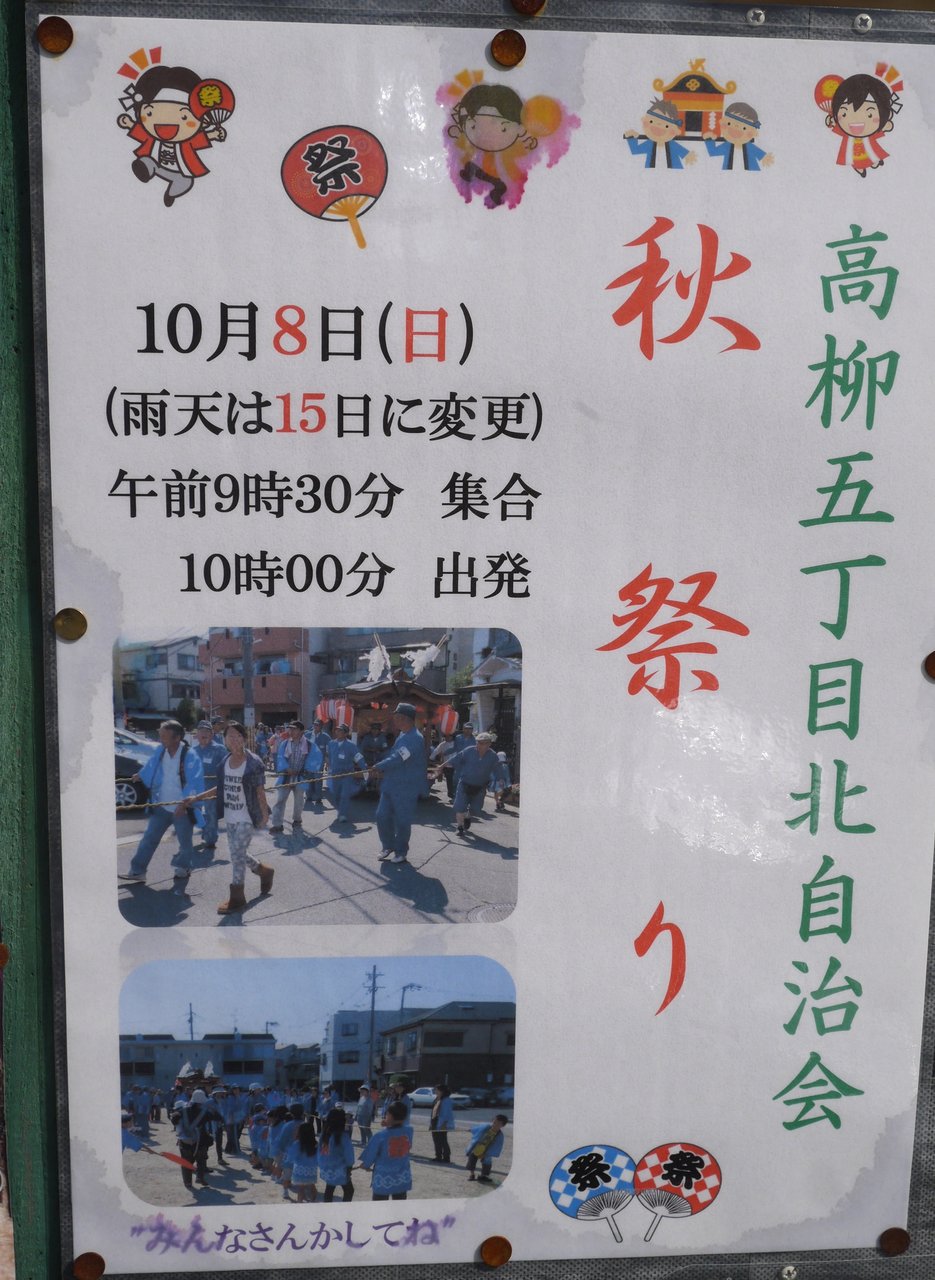 高柳五丁目北自治会
秋祭り
祭
祭
10月8日(日)
(雨天は15日に変更)
午前9時30分 集合
10時00分 出発
"みんなさんかしてね"
祭 祭